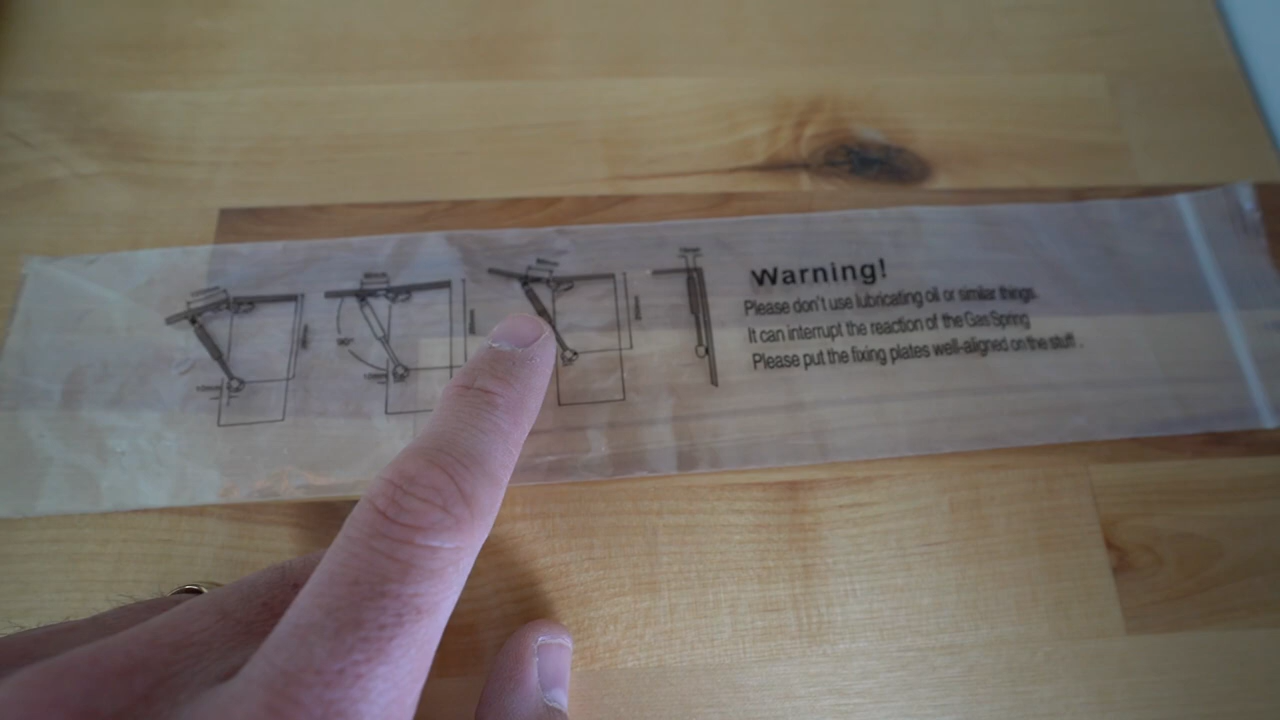 90°
Warning!
Please don't use lubricating oil or similar things.
It can interrupt the reaction of the Gas Spring
Please put the fixing plates well-aligned on the stuff .